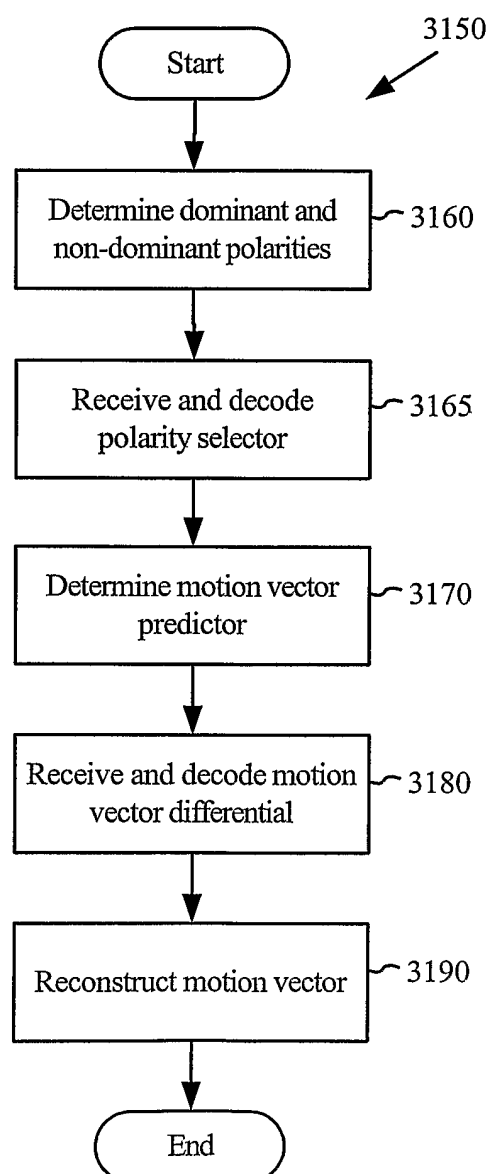 3150
Start
Determine dominant and
non-dominant polarities
3160
Receive and decode
polarity selector
3165
Determine motion vector
predictor
3170
Receive and decode motion
vector differential
3180
Reconstruct motion vector
3190
End